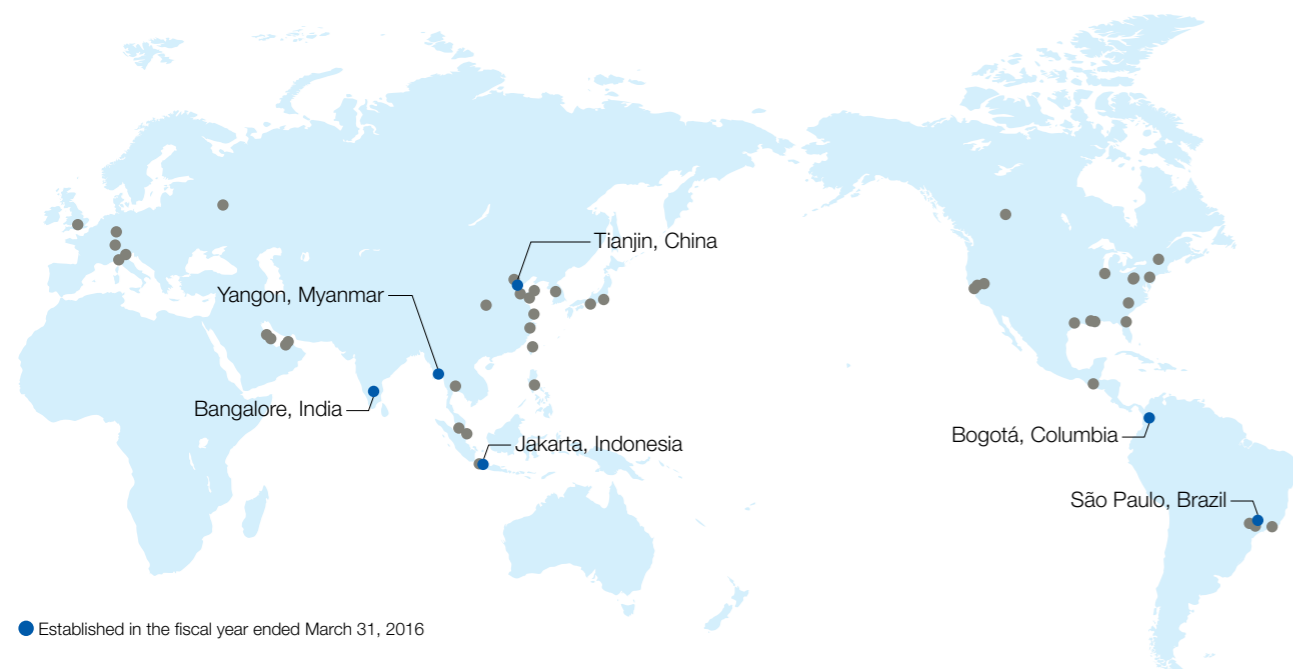 Tianjin, China
Yangon, Myanmar
Bangalore, India
Jakarta, Indonesia
Bogotá, Columbia
São Paulo, Brazil
Established in the fiscal year ended March 31, 2016